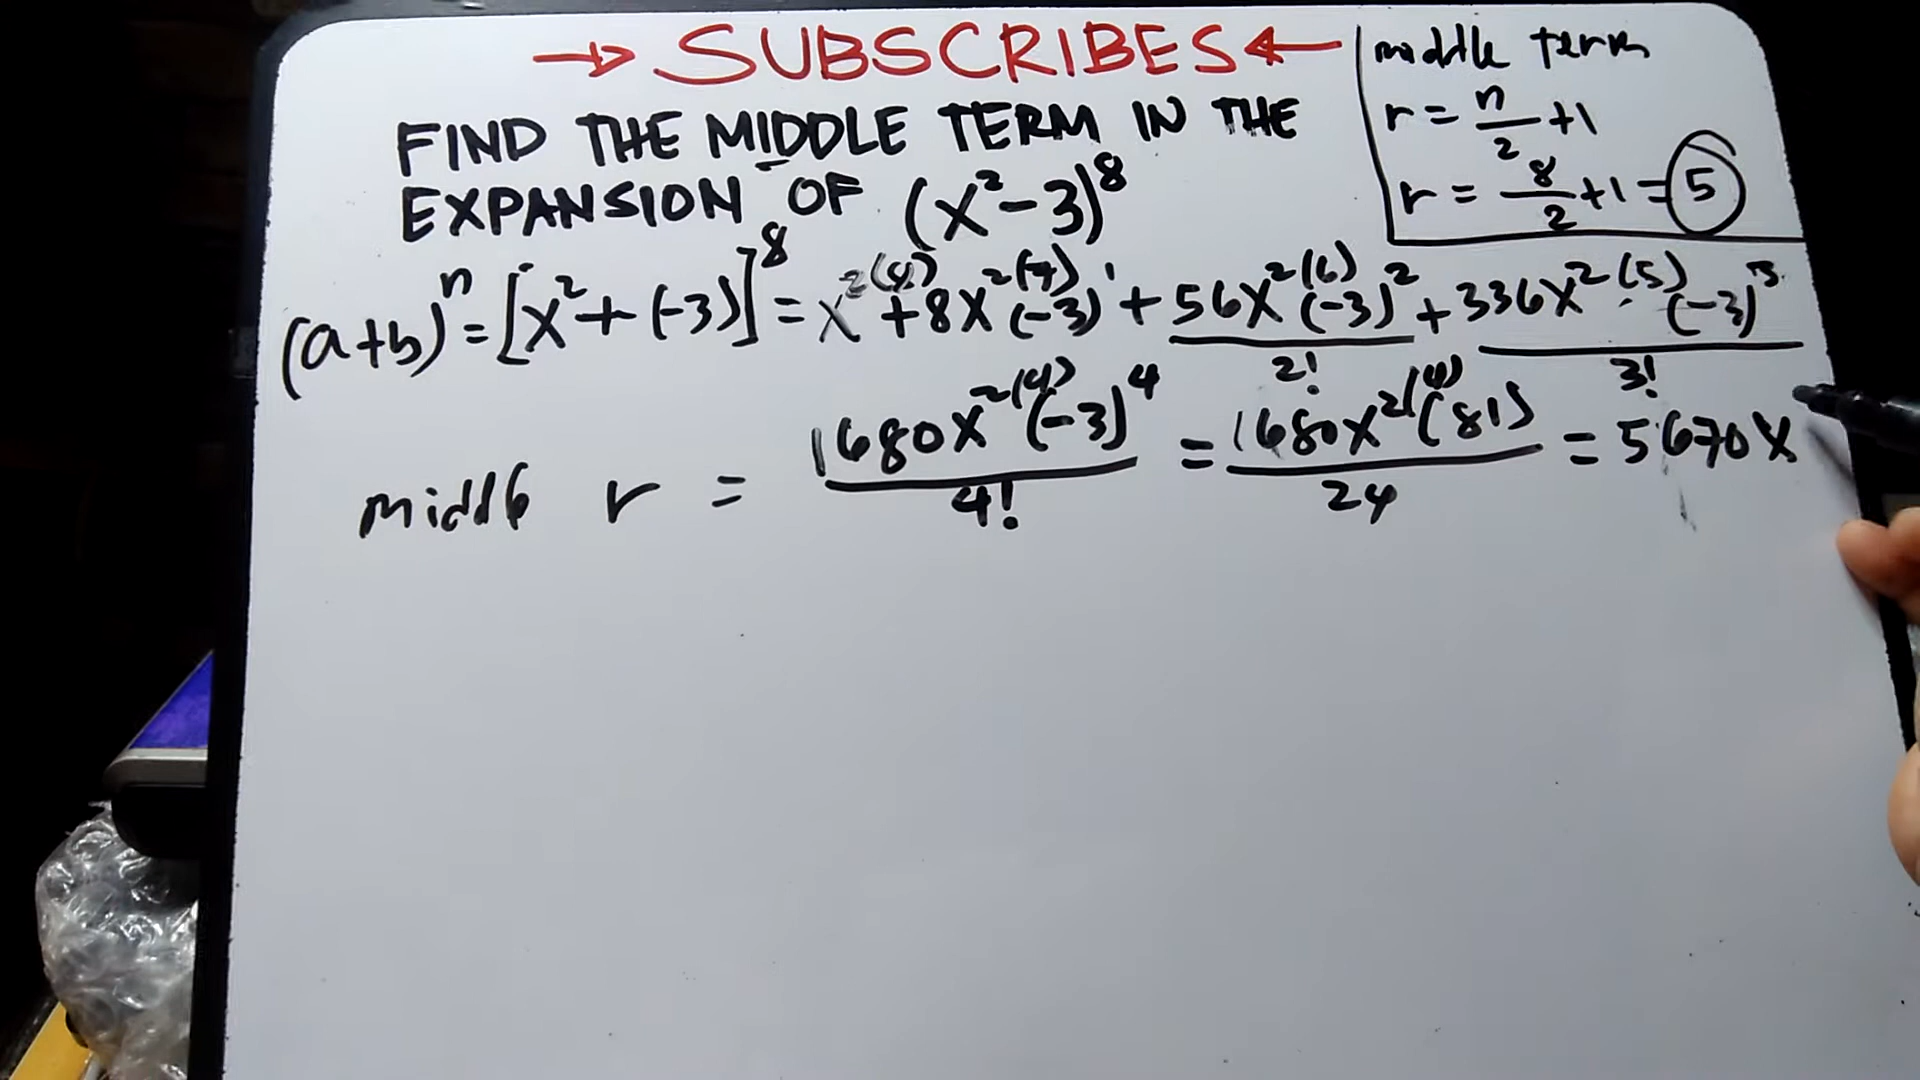 → SUBSCRIBES ←
middle term
r = n/2 + 1
r = 8/2 + 1 = 5
FIND THE MIDDLE TERM IN THE
EXPANSION OF (x² - 3)⁸
(a+b)ⁿ = [x² + (-3)]⁸ = x²⁽⁸⁾ + 8x²⁽⁷⁾(-3)¹ + 56x²⁽⁶⁾(-3)²/2! + 336x²⁽⁵⁾(-3)³/3!
middle r = 1680x²⁽⁴⁾(-3)⁴/4! = 1680x²⁽⁴⁾(81)/24 = 5670x